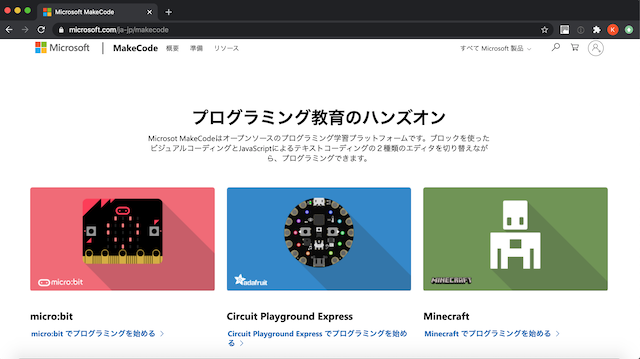 Microsoft MakeCode
microsoft.com/ja-jp/makecode
K
Microsoft
MakeCode
概要
準備
リソース
すべて Microsoft 製品
プログラミング教育のハンズオン
Microsot MakeCodeはオープンソースのプログラミング学習プラットフォームです。ブロックを使った
ビジュアルコーディングとJavaScriptによるテキストコーディングの２種類のエディタを切り替えなが
ら、プログラミングできます。
micro:bit
adafruit
MINECRAFT
micro:bit
Circuit Playground Express
Minecraft
micro:bit でプログラミングを始める
Circuit Playground Express でプログラミングを始め
る
Minecraft でプログラミングを始める